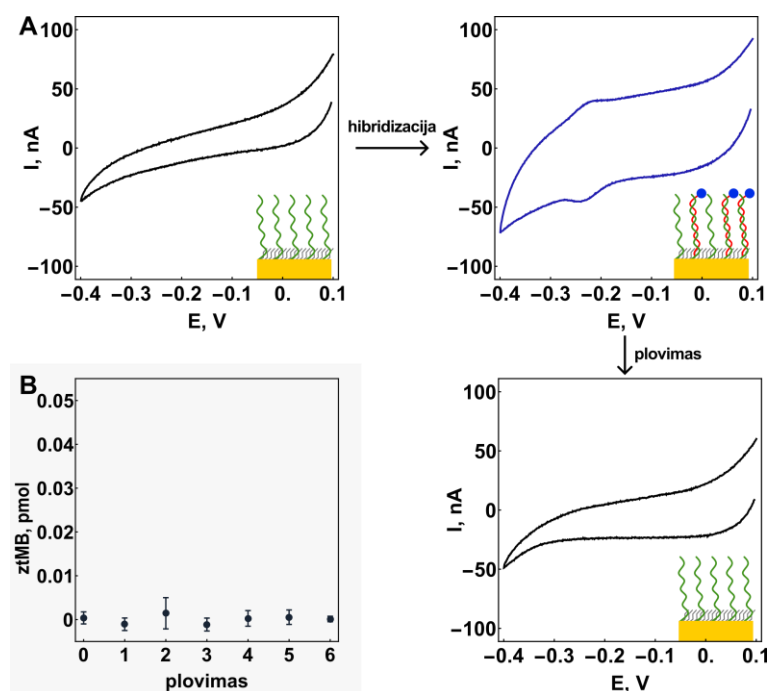 A
I, nA
100
50
0
−50
−100
−0.4 −0.3 −0.2 −0.1 0. 0.1
E, V
hibridizacija
I, nA
100
50
0
−50
−100
−0.4 −0.3 −0.2 −0.1 0. 0.1
E, V
plovimas
B
ztMB, pmol
0.05
0.04
0.03
0.02
0.01
0
0 1 2 3 4 5 6
plovimas
I, nA
100
50
0
−50
−100
−0.4 −0.3 −0.2 −0.1 0. 0.1
E, V